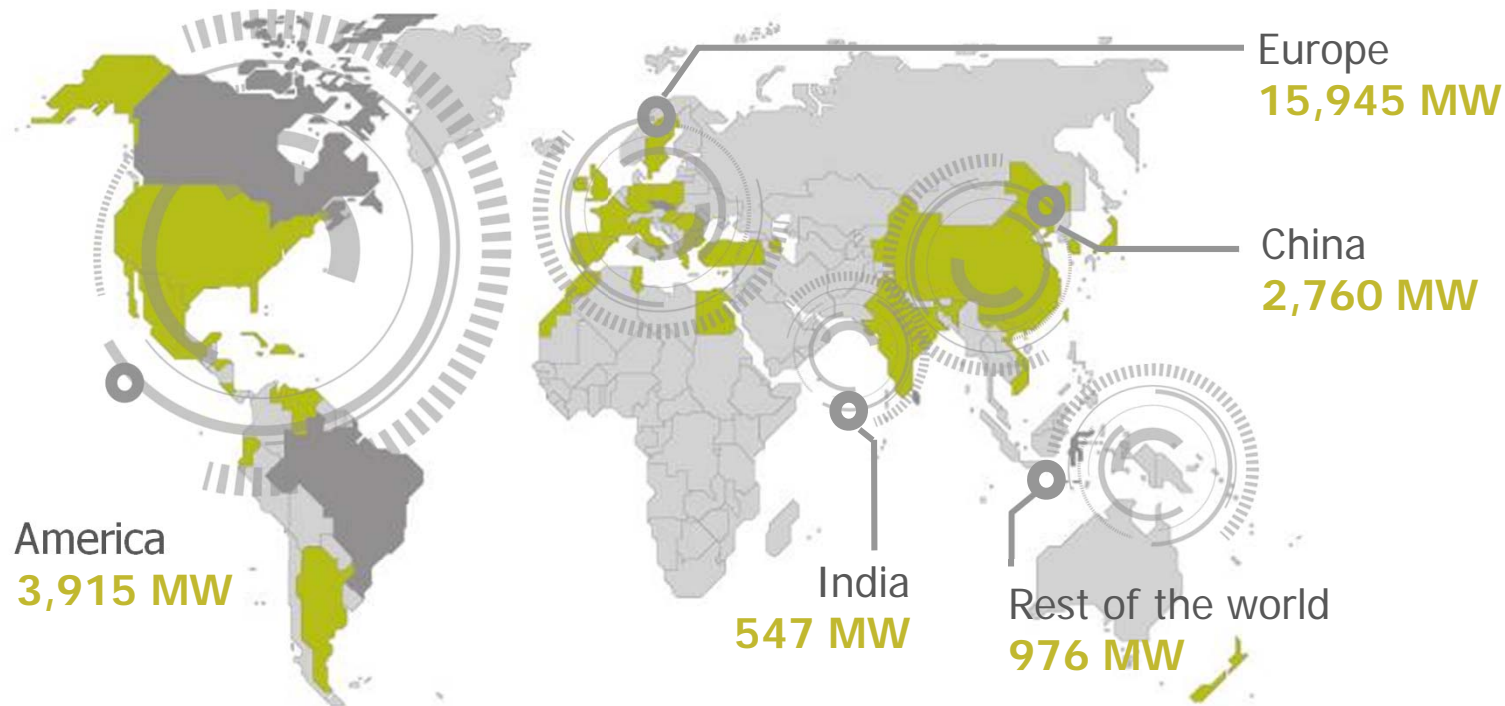 Europe
15,945 MW
China
2,760 MW
America
3,915 MW
India
547 MW
Rest of the world
976 MW